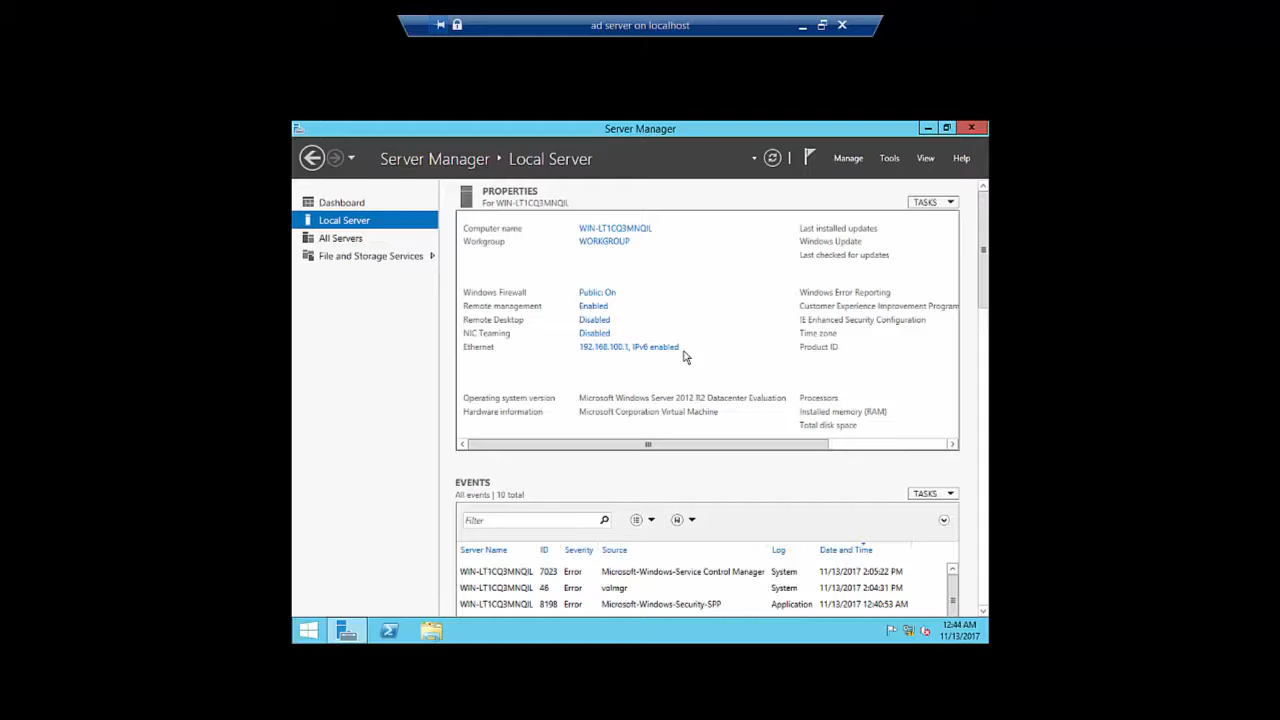 ad server on localhost
Server Manager
Server Manager • Local Server
Manage Tools View Help
Dashboard
Local Server
All Servers
File and Storage Services
PROPERTIES
For WIN-LT1CQ3MNQIL
TASKS
Computer name WIN-LT1CQ3MNQIL Last installed updates
Workgroup WORKGROUP Windows Update
Last checked for updates
Windows Firewall Public: On Windows Error Reporting
Remote management Enabled Customer Experience Improvement Program
Remote Desktop Disabled IE Enhanced Security Configuration
NIC Teaming Disabled Time zone
Ethernet 192.168.100.1, IPv6 enabled Product ID
Operating system version Microsoft Windows Server 2012 R2 Datacenter Evaluation Processors
Hardware information Microsoft Corporation Virtual Machine Installed memory (RAM)
Total disk space
EVENTS
All events | 10 total
TASKS
Filter
Server Name ID Severity Source Log Date and Time
WIN-LT1CQ3MNQIL 7023 Error Microsoft-Windows-Service Control Manager System 11/13/2017 2:05:22 PM
WIN-LT1CQ3MNQIL 46 Error volmgr System 11/13/2017 2:04:31 PM
WIN-LT1CQ3MNQIL 8198 Error Microsoft-Windows-Security-SPP Application 11/13/2017 12:40:53 AM
12:44 AM
11/13/2017